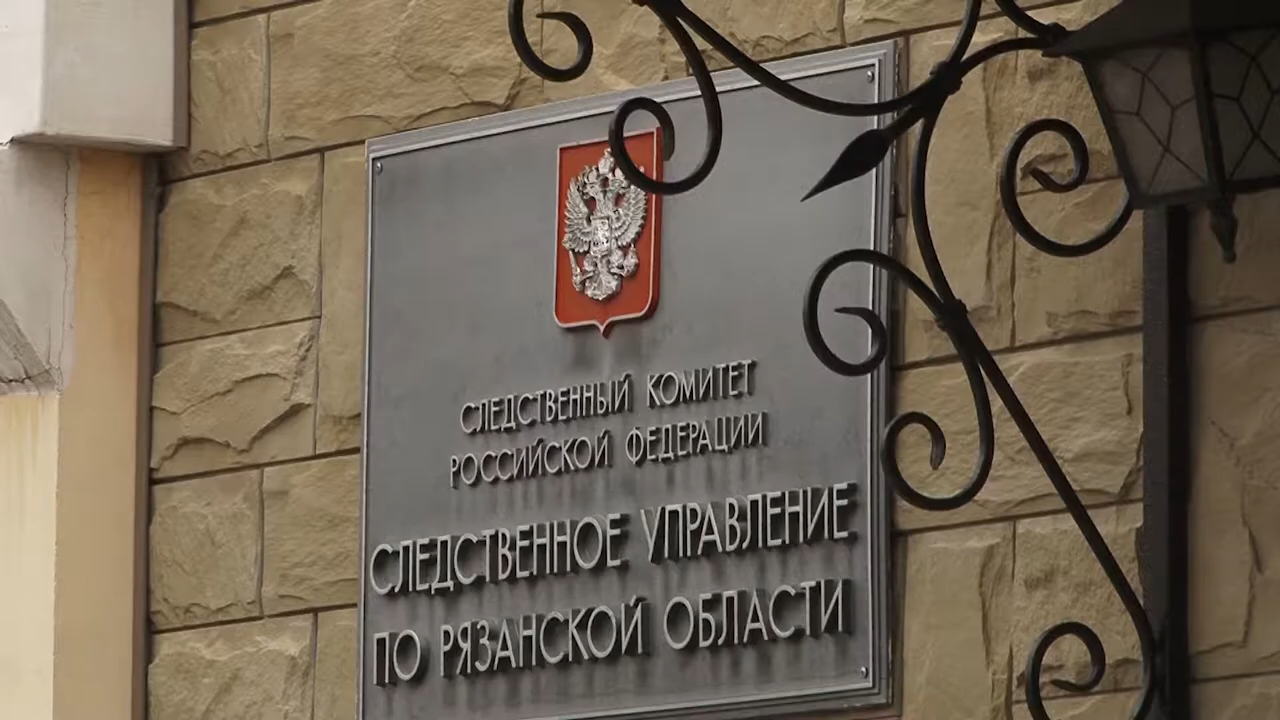 СЛЕДСТВЕННЫЙ КОМИТЕТ
РОССИЙСКОЙ ФЕДЕРАЦИИ
СЛЕДСТВЕННОЕ УПРАВЛЕНИЕ
ПО РЯЗАНСКОЙ ОБЛАСТИ